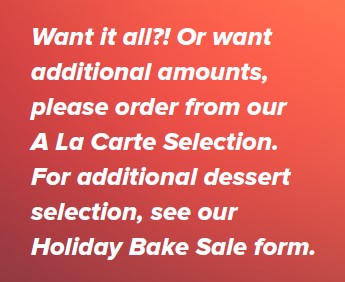 Want it all?! Or want
additional amounts,
please order from our
A La Carte Selection.
For additional dessert
selection, see our
Holiday Bake Sale form.